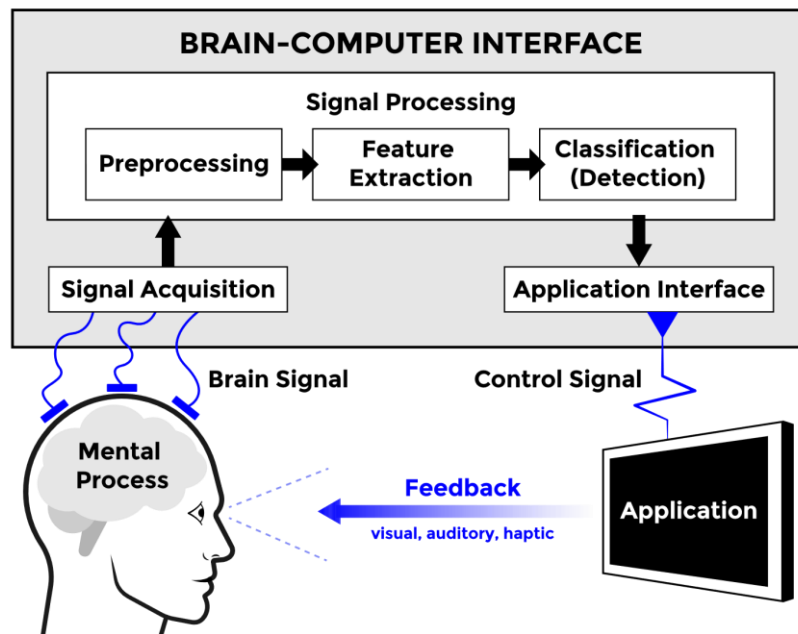 BRAIN-COMPUTER INTERFACE
Signal Processing
Preprocessing
Feature
Extraction
Classification
(Detection)
Signal Acquisition
Application Interface
Brain Signal
Control Signal
Mental
Process
Feedback
visual, auditory, haptic
Application